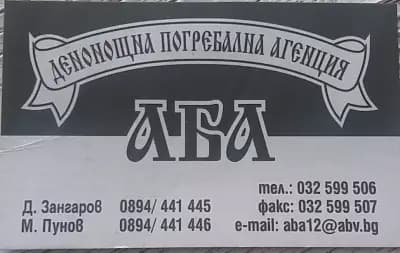 ДЕНОНОЩНА ПОГРЕБАЛНА АГЕНЦИЯ
АБА
тел.: 032 599 506
Д. Зангаров 0894/ 441 445 факс: 032 599 507
М. Пунов 0894/ 441 446 e-mail: aba12@abv.bg